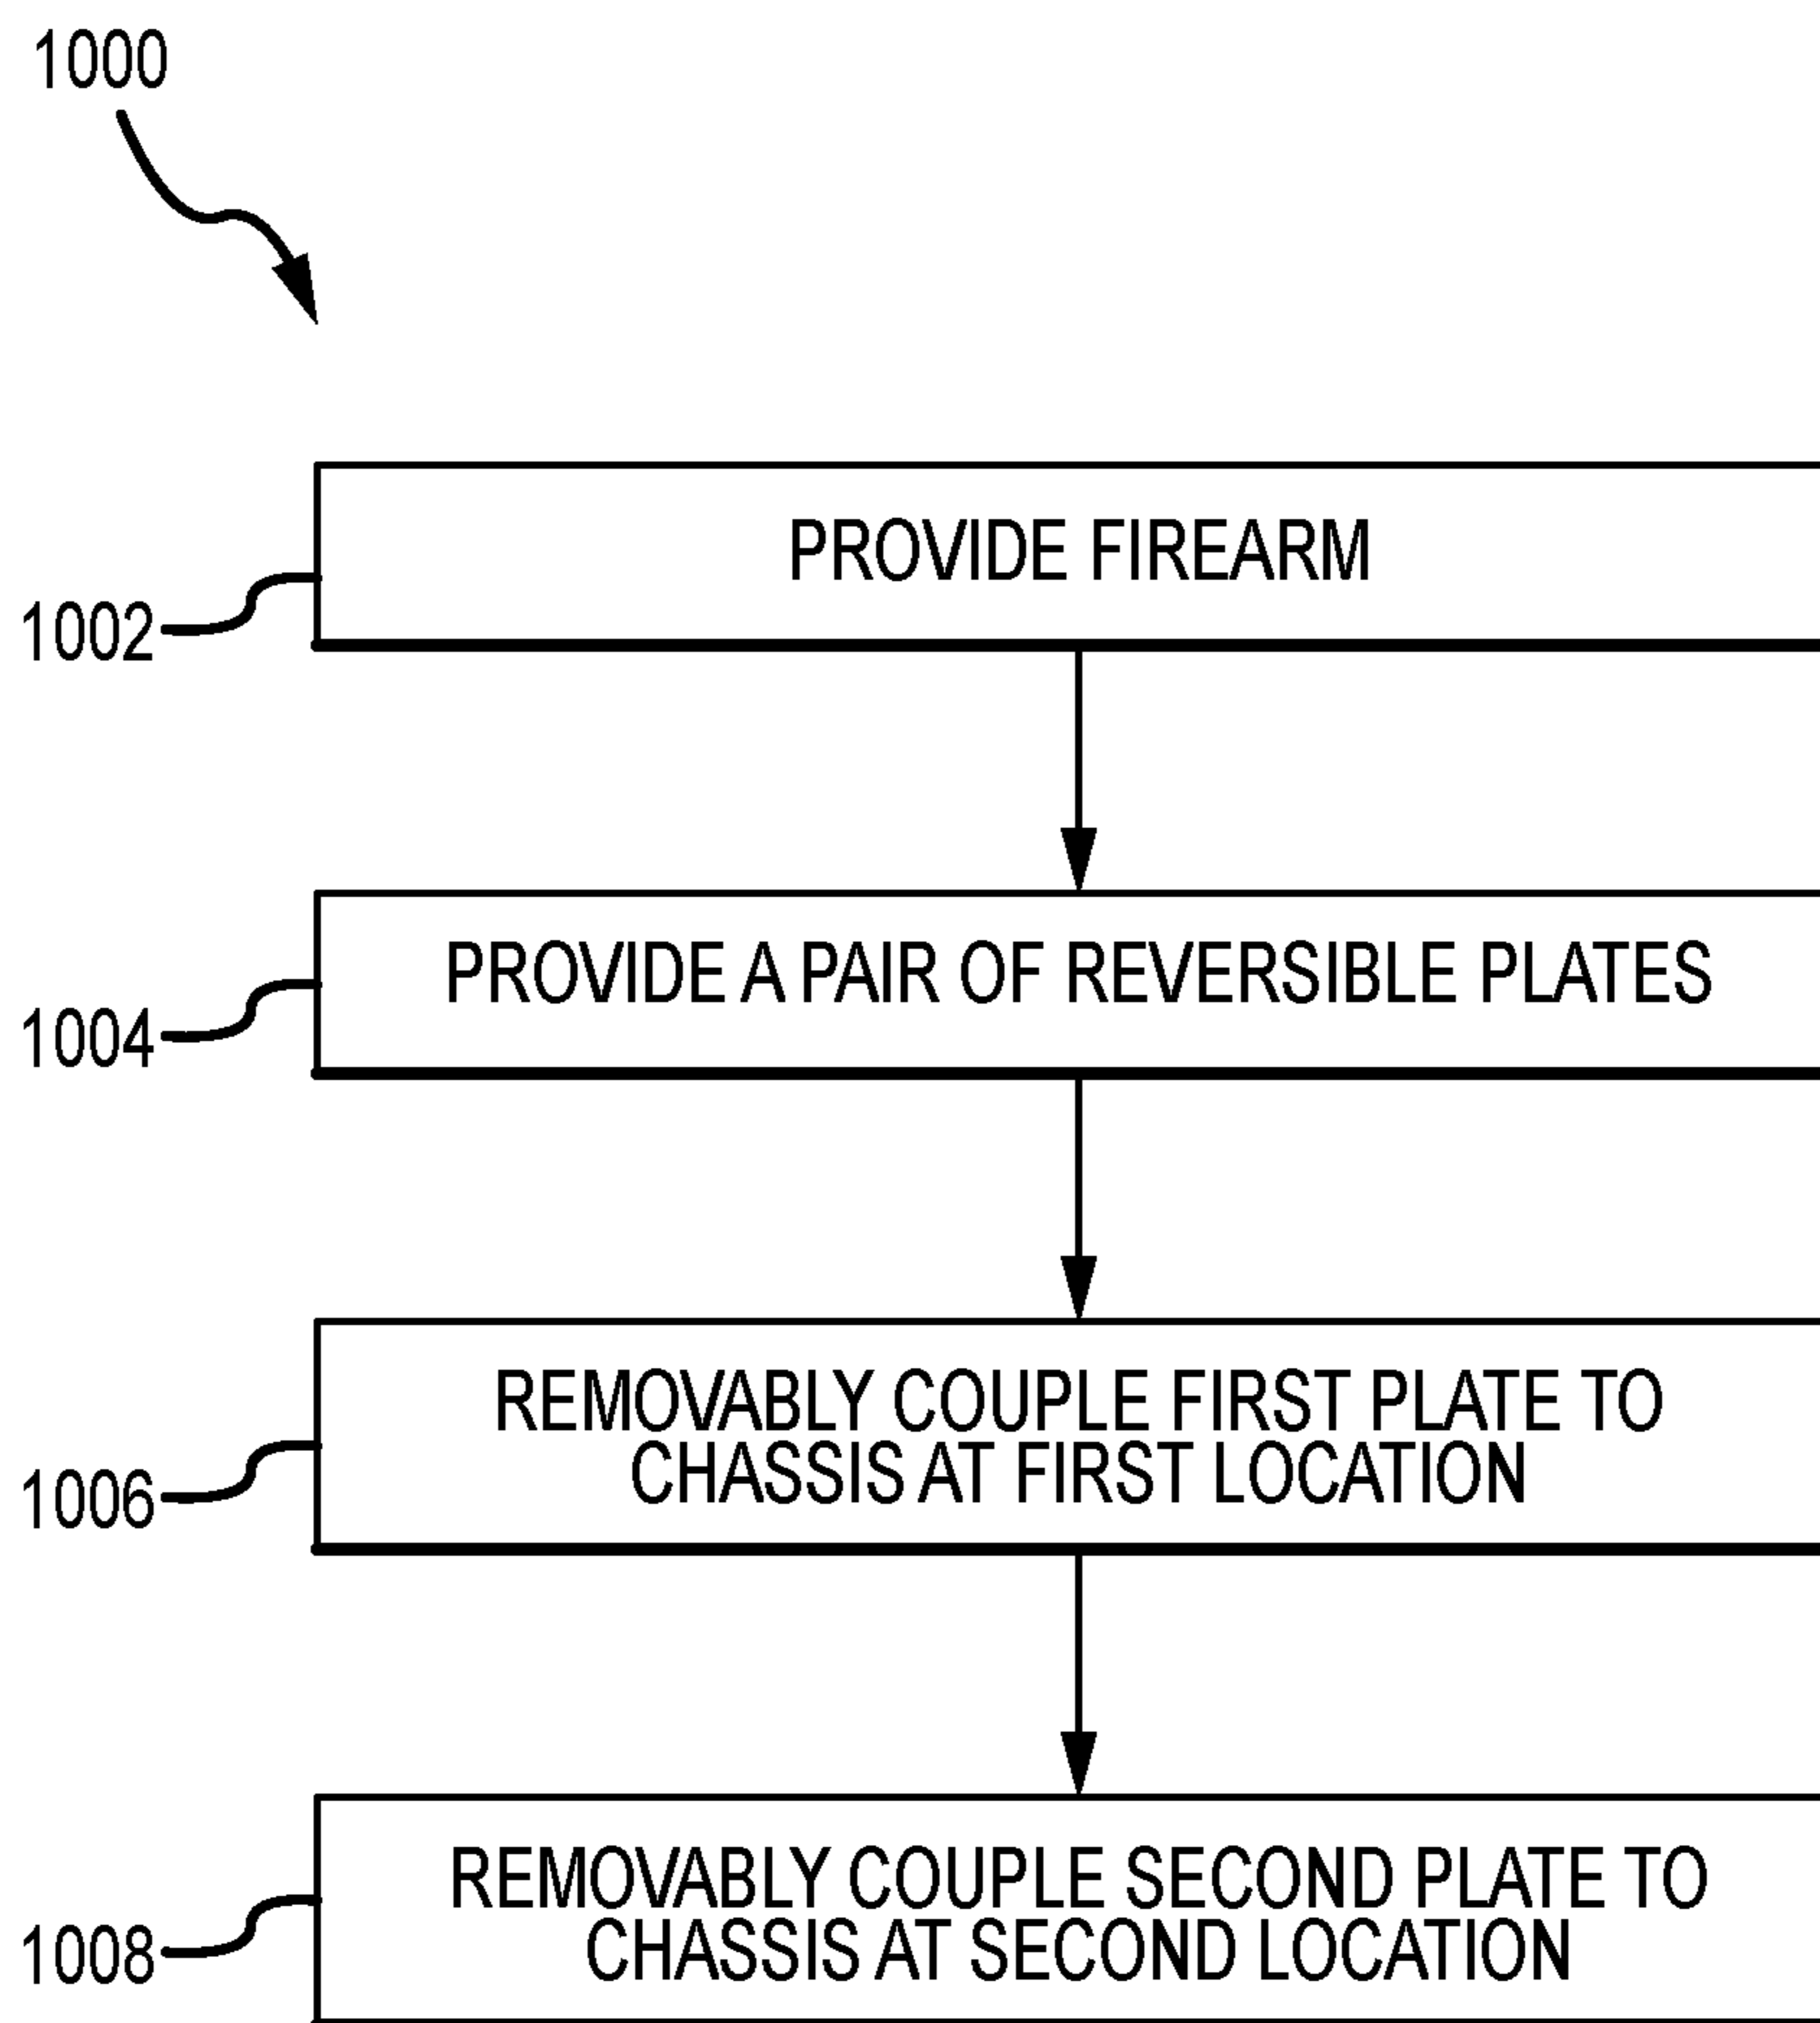 1000
PROVIDE FIREARM
1002
PROVIDE A PAIR OF REVERSIBLE PLATES
1004
REMOVABLY COUPLE FIRST PLATE TO
CHASSIS AT FIRST LOCATION
1006
REMOVABLY COUPLE SECOND PLATE TO
CHASSIS AT SECOND LOCATION
1008